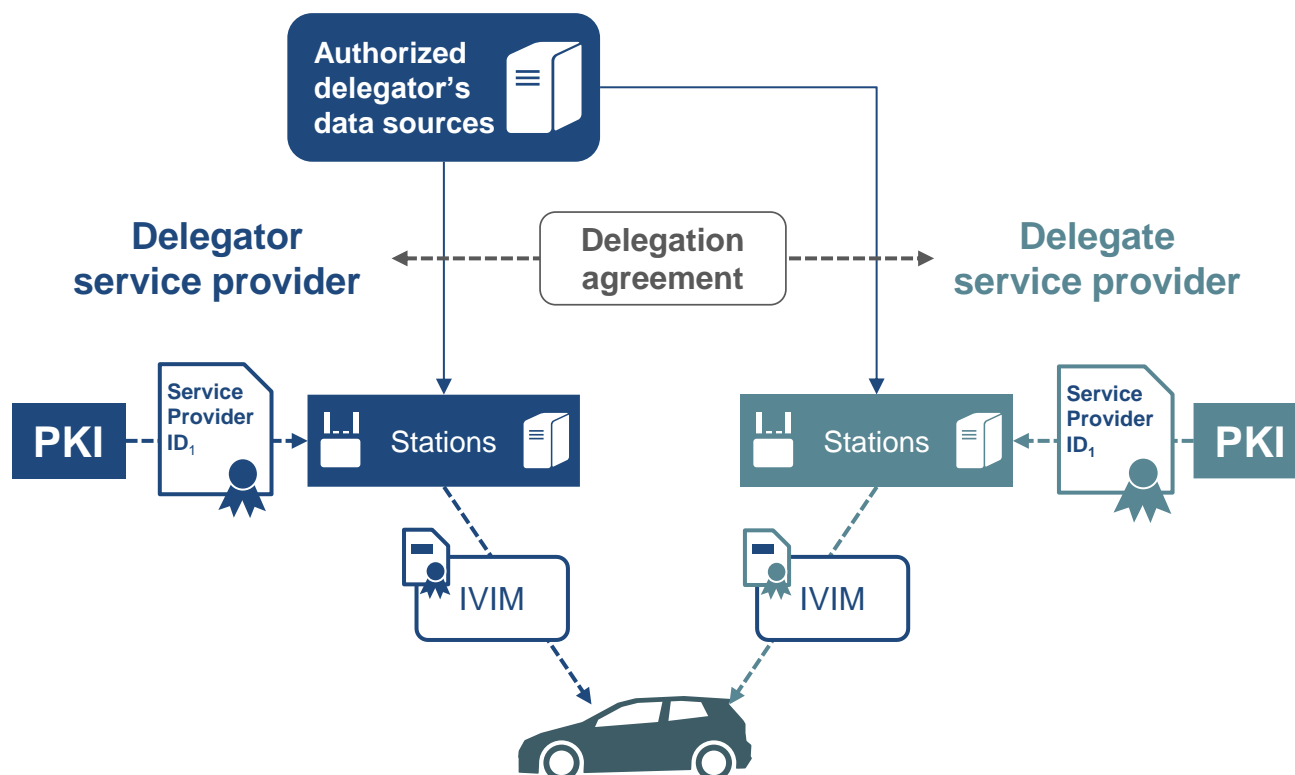 Authorized
delegator's
data sources
Delegator
service provider
Delegation
agreement
Delegate
service provider
PKI
Service
Provider
ID₁
Stations
Stations
Service
Provider
ID₁
PKI
IVIM
IVIM